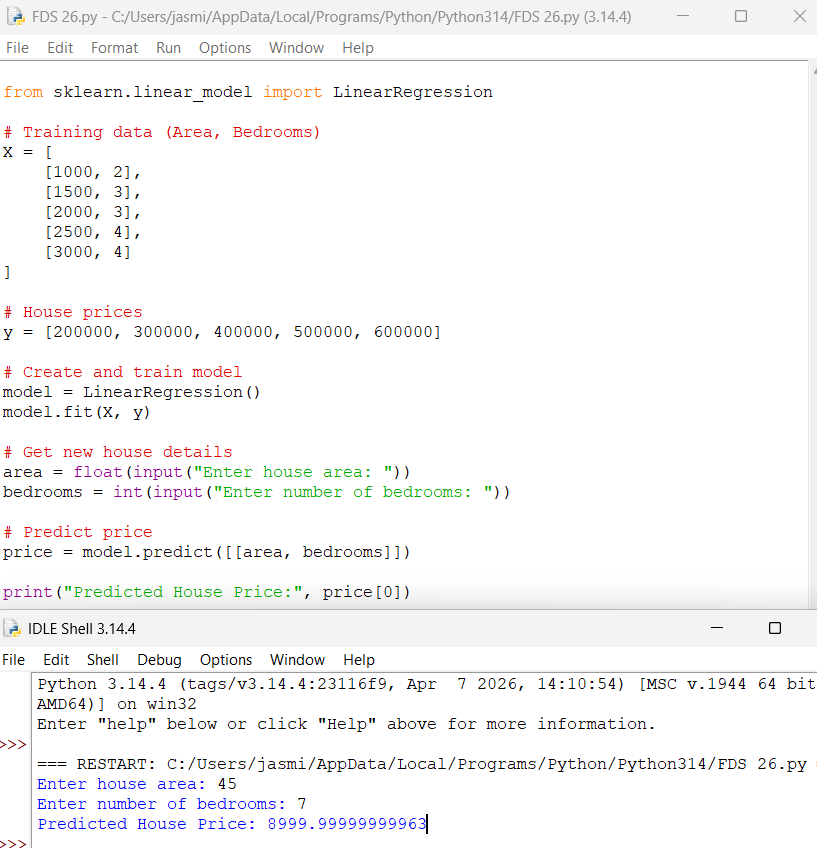 FDS 26.py - C:/Users/jasmi/AppData/Local/Programs/Python/Python314/FDS 26.py (3.14.4)
File Edit Format Run Options Window Help
from sklearn.linear_model import LinearRegression
# Training data (Area, Bedrooms)
X = [
    [1000, 2],
    [1500, 3],
    [2000, 3],
    [2500, 4],
    [3000, 4]
]
# House prices
y = [200000, 300000, 400000, 500000, 600000]
# Create and train model
model = LinearRegression()
model.fit(X, y)
# Get new house details
area = float(input("Enter house area: "))
bedrooms = int(input("Enter number of bedrooms: "))
# Predict price
price = model.predict([[area, bedrooms]])
print("Predicted House Price:", price[0])
IDLE Shell 3.14.4
File Edit Shell Debug Options Window Help
Python 3.14.4 (tags/v3.14.4:23116f9, Apr  7 2026, 14:10:54) [MSC v.1944 64 bit
AMD64)] on win32
Enter "help" below or click "Help" above for more information.
>>>
=== RESTART: C:/Users/jasmi/AppData/Local/Programs/Python/Python314/FDS 26.py =
Enter house area: 45
Enter number of bedrooms: 7
Predicted House Price: 8999.99999999963
>>>